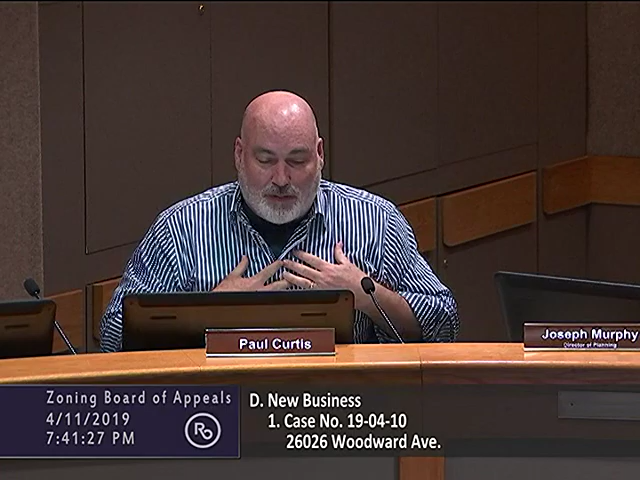 Paul Curtis
Joseph Murphy
Director of Planning
Zoning Board of Appeals
4/11/2019
7:41:27 PM
RO
D. New Business
1. Case No. 19-04-10
26026 Woodward Ave.